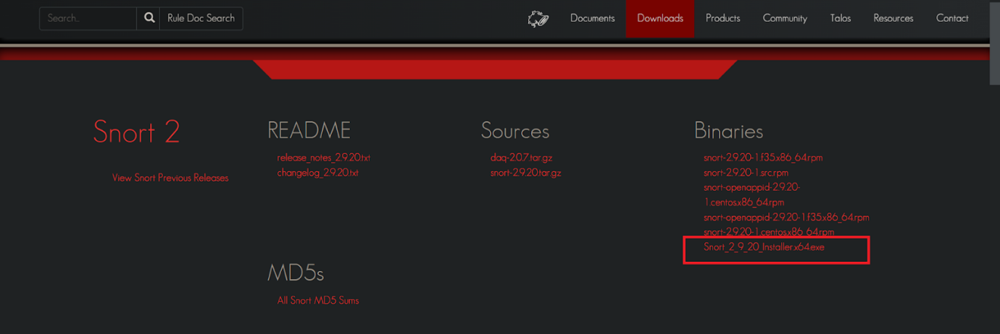 Search..
Rule Doc Search
Documents
Downloads
Products
Community
Talos
Resources
Contact
Snort 2
View Snort Previous Releases
README
release_notes_2.9.20.txt
changelog_2.9.20.txt
Sources
daq-2.0.7.tar.gz
snort-2.9.20.tar.gz
Binaries
snort-2.9.20-1.f35.x86_64.rpm
snort-2.9.20-1.src.rpm
snort-openappid-2.9.20-
1.centos.x86_64.rpm
snort-openappid-2.9.20-1.f35.x86_64.rpm
snort-2.9.20-1.centos.x86_64.rpm
Snort_2_9_20_Installer.x64.exe
MD5s
All Snort MD5 Sums